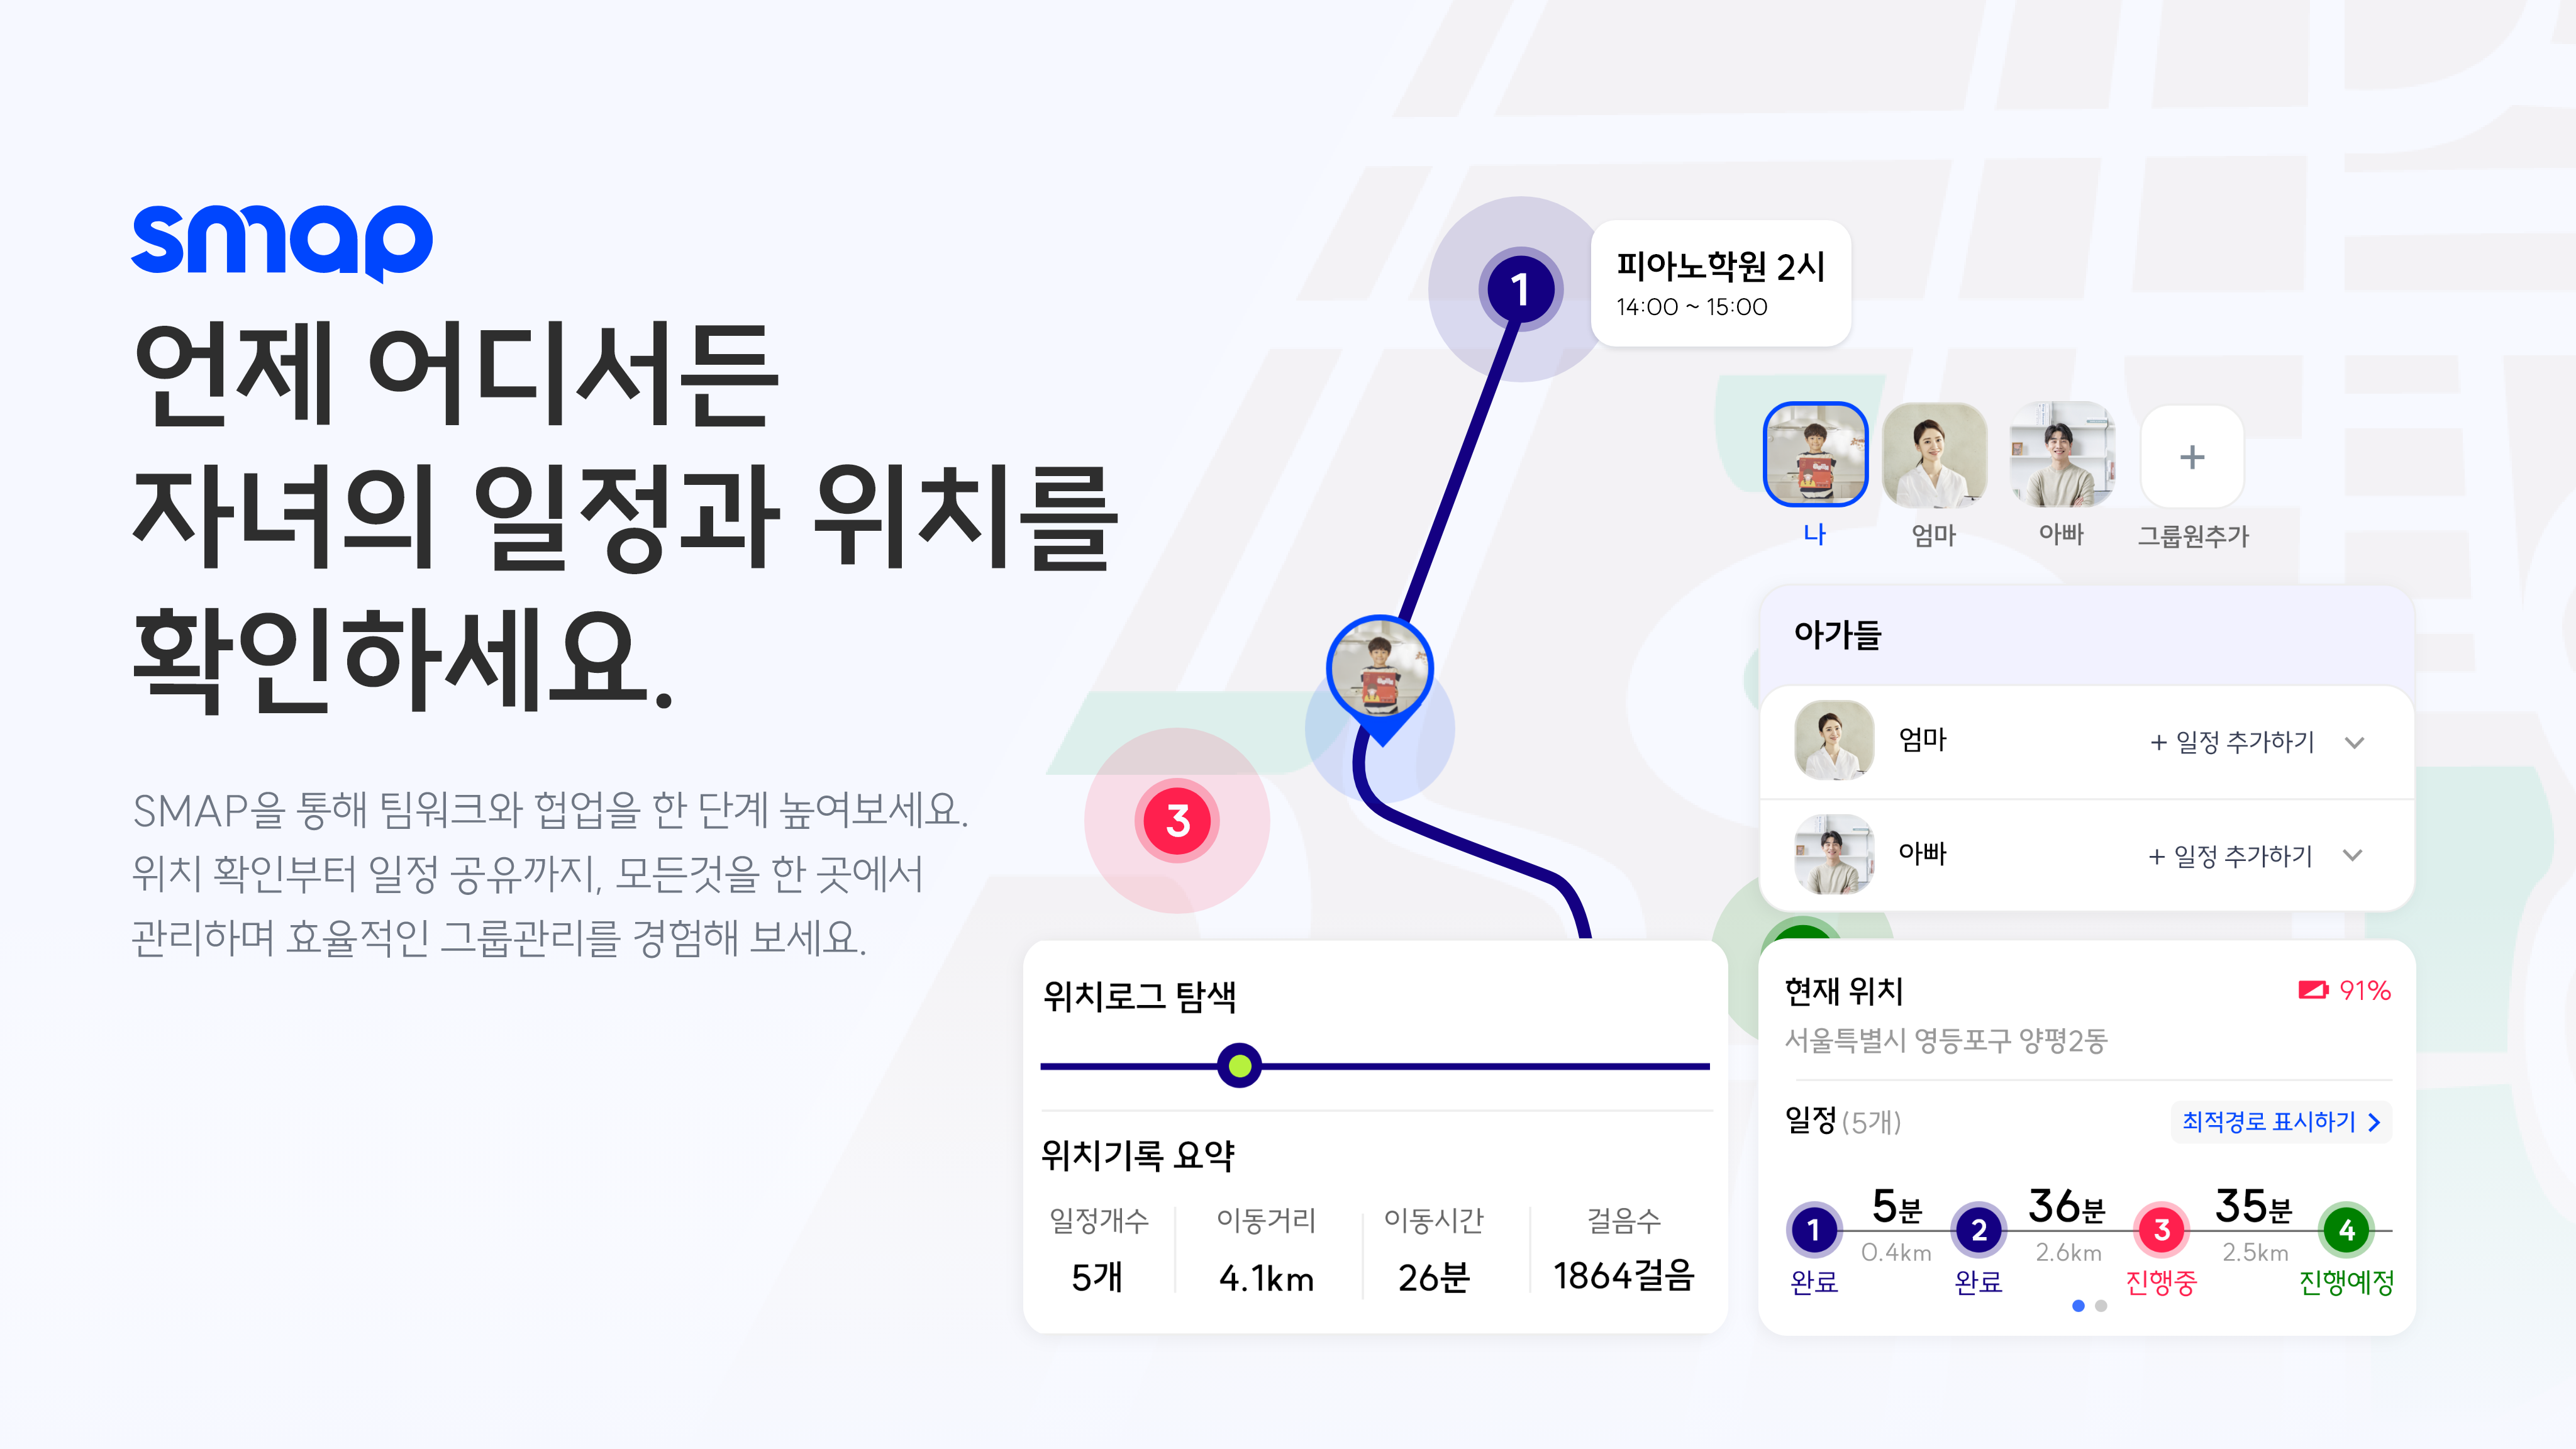 smap
언제 어디서든
자녀의 일정과 위치를
확인하세요.
SMAP을 통해 팀워크와 헙업을 한 단계 높여보세요.
위치 확인부터 일정 공유까지, 모든것을 한 곳에서
관리하며 효율적인 그룹관리를 경험해 보세요.
1
피아노학원 2시
14:00 ~ 15:00
3
나 엄마 아빠 그룹원추가
아가들
엄마 + 일정 추가하기
아빠 + 일정 추가하기
위치로그 탐색
위치기록 요약
일정개수 이동거리 이동시간 걸음수
5개 4.1km 26분 1864걸음
현재 위치 91%
서울특별시 영등포구 양평2동
일정(5개) 최적경로 표시하기
5분 36분 35분
1 2 3 4
0.4km 2.6km 2.5km
완료 완료 진행중 진행예정